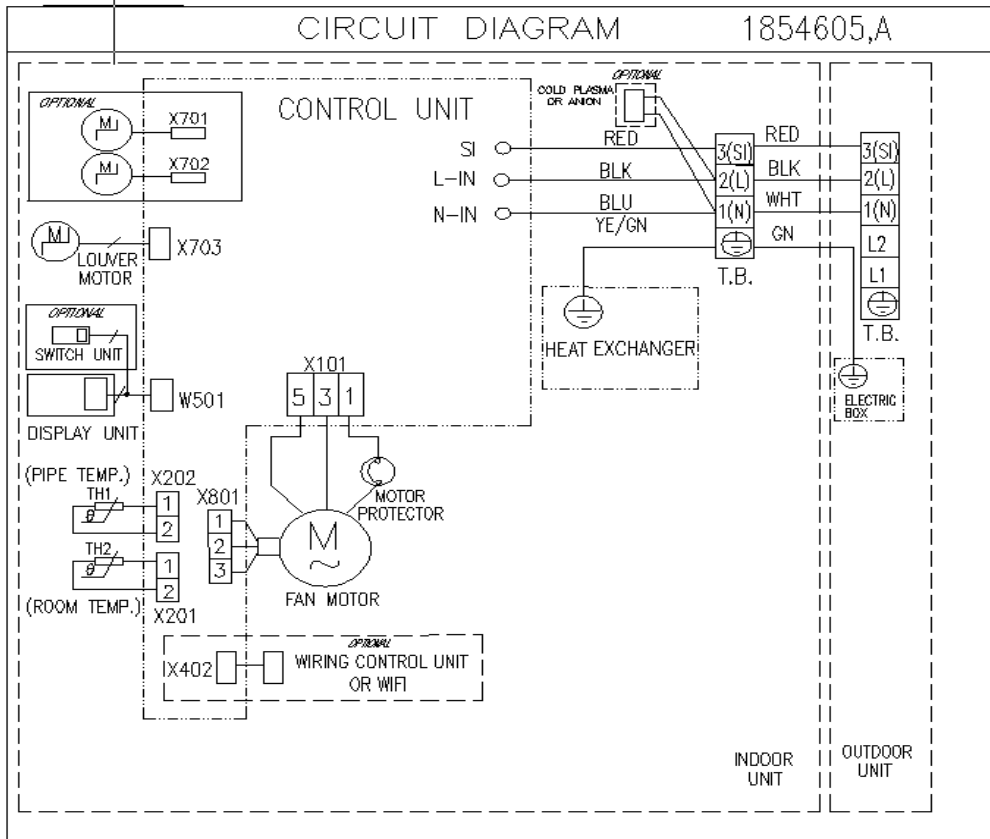 CIRCUIT DIAGRAM 1854605,A
OPTIONAL
M
X701
M
X702
CONTROL UNIT
SI
L-IN
N-IN
OPTIONAL
COLD PLASMA
OR ANION
RED
BLK
BLU
YE/GN
3(SI)
2(L)
1(N)
T.B.
RED
BLK
WHT
GN
3(SI)
2(L)
1(N)
L2
L1
T.B.
M
LOUVER
MOTOR
X703
OPTIONAL
SWITCH UNIT
W501
DISPLAY UNIT
HEAT EXCHANGER
ELECTRIC
BOX
X101
5 3 1
MOTOR
PROTECTOR
(PIPE TEMP.)
TH1
θ
X202
1
2
TH2
θ
1
2
(ROOM TEMP.)
X201
X801
1
2
3
M
~
FAN MOTOR
OPTIONAL
X402
WIRING CONTROL UNIT
OR WIFI
INDOOR
UNIT
OUTDOOR
UNIT